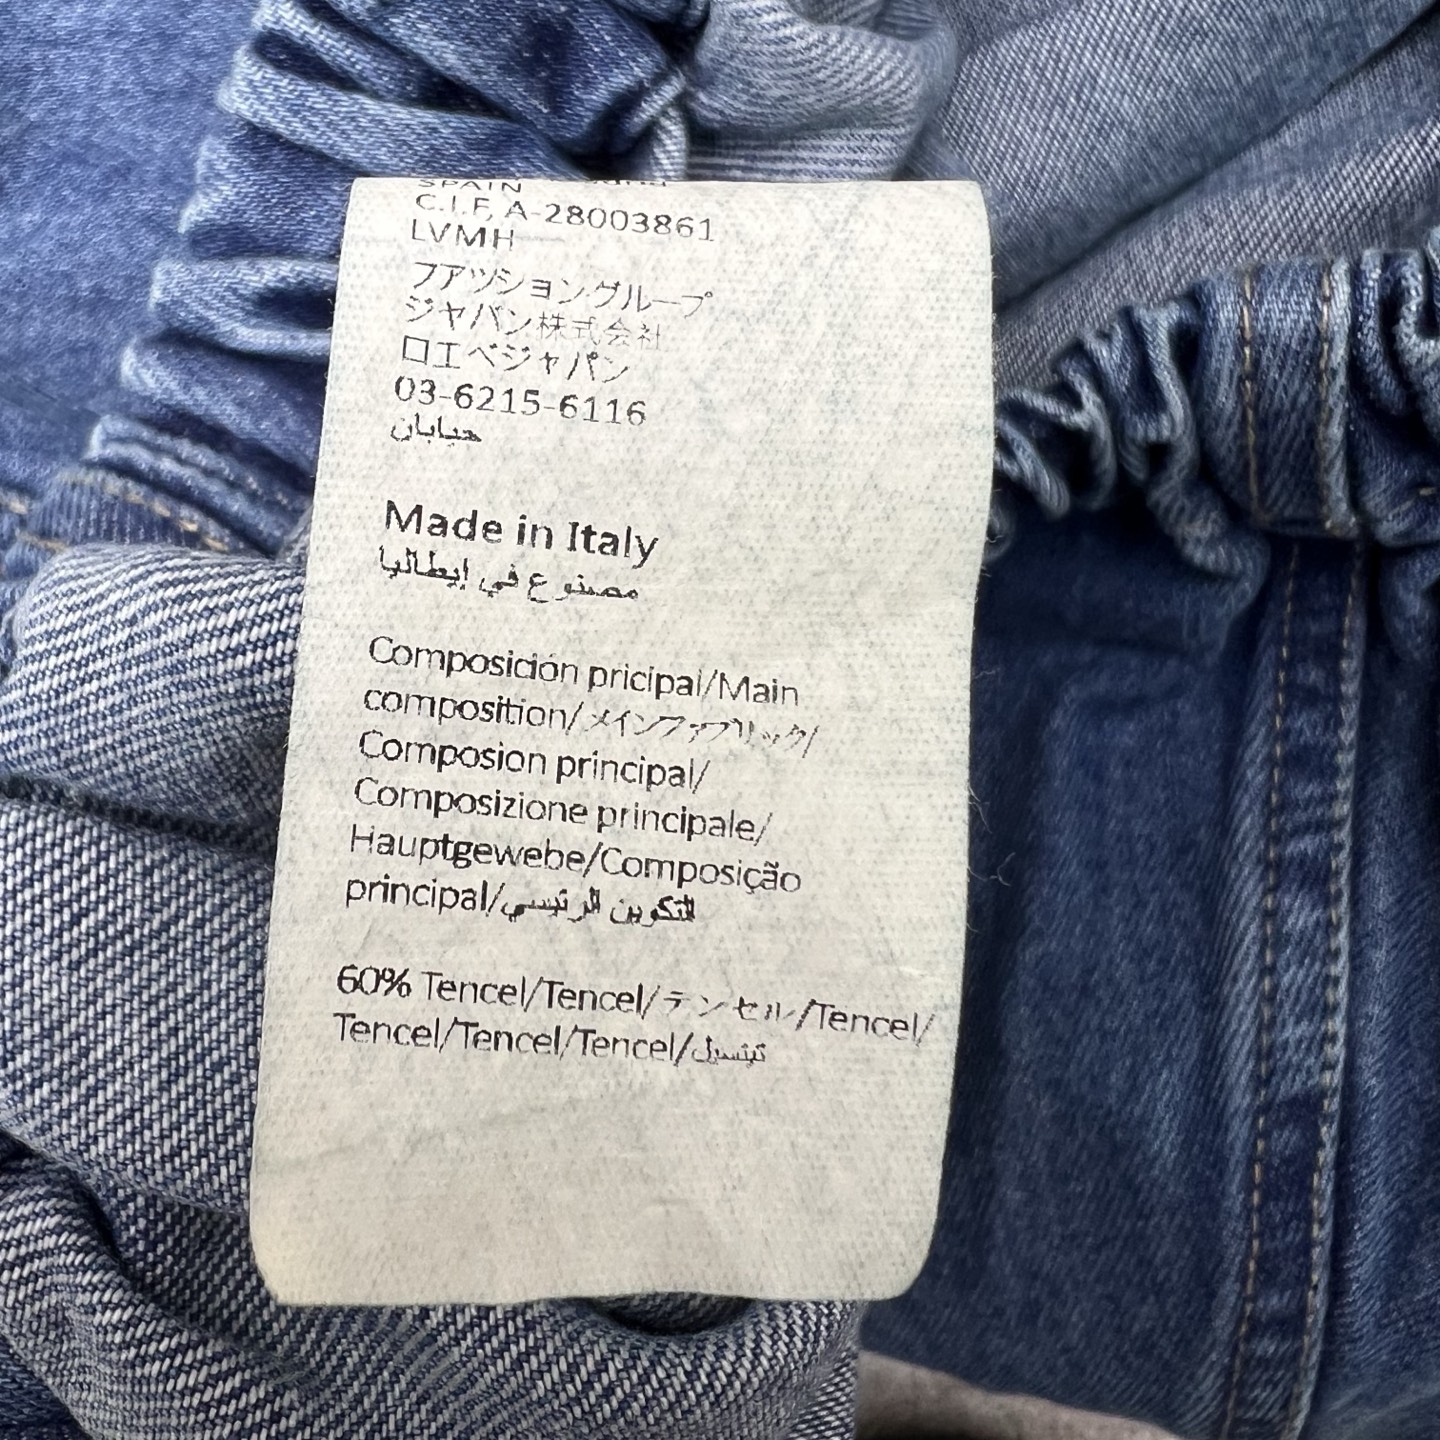 SPAIN
C.I.F, A-28003861
LVMH
フアッション.グループ
ジャパン株式会社
ロエベジャパン
03-6215-6116
جيابان
Made in Italy
مصنوع في إيطاليا
Composición pricipal/Main
composition/メインファブリック/
Composion principal/
Composizione principale/
Hauptgewebe/Composição
principal/التكوين الرئيسي
60% Tencel/Tencel/テンセル/Tencel/
Tencel/Tencel/Tencel/تينسيل